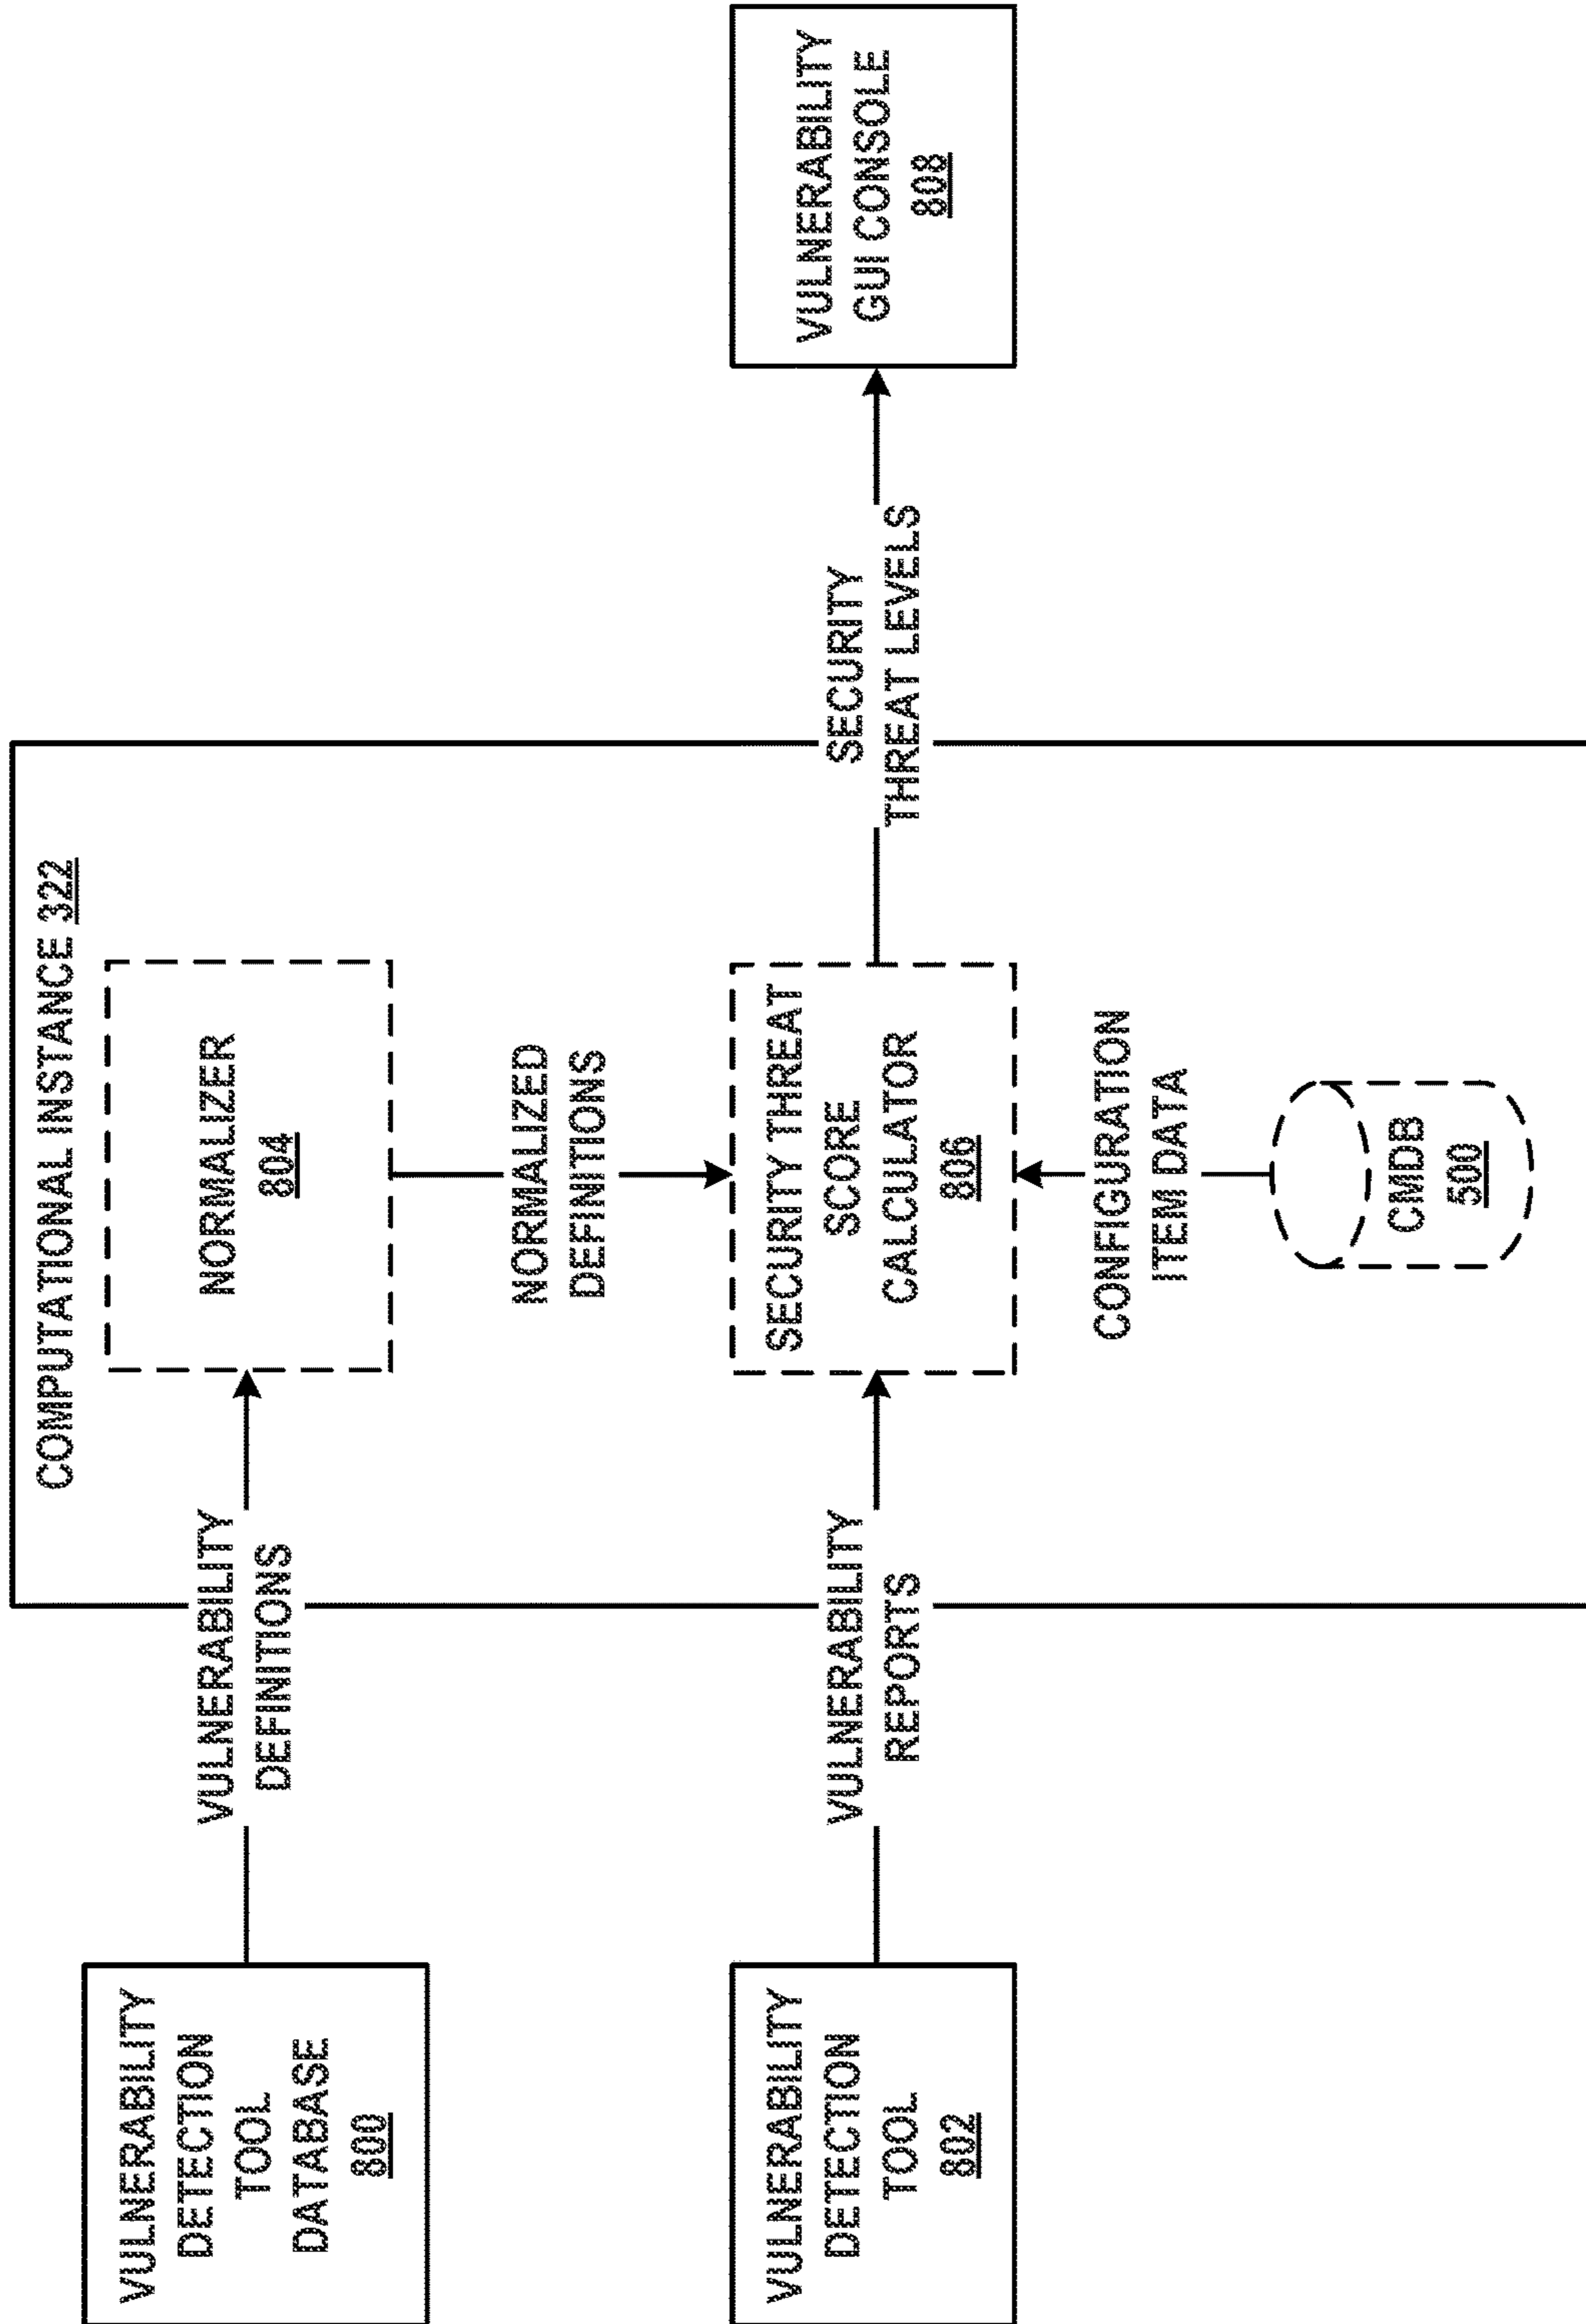 COMPUTATIONAL INSTANCE 322
VULNERABILITY
DETECTION
TOOL
DATABASE
800
VULNERABILITY
DEFINITIONS
NORMALIZER
804
NORMALIZED
DEFINITIONS
VULNERABILITY
DETECTION
TOOL
802
VULNERABILITY
REPORTS
SECURITY THREAT
SCORE
CALCULATOR
806
SECURITY
THREAT LEVELS
VULNERABILITY
GUI CONSOLE
808
CONFIGURATION
ITEM DATA
CMDB
500